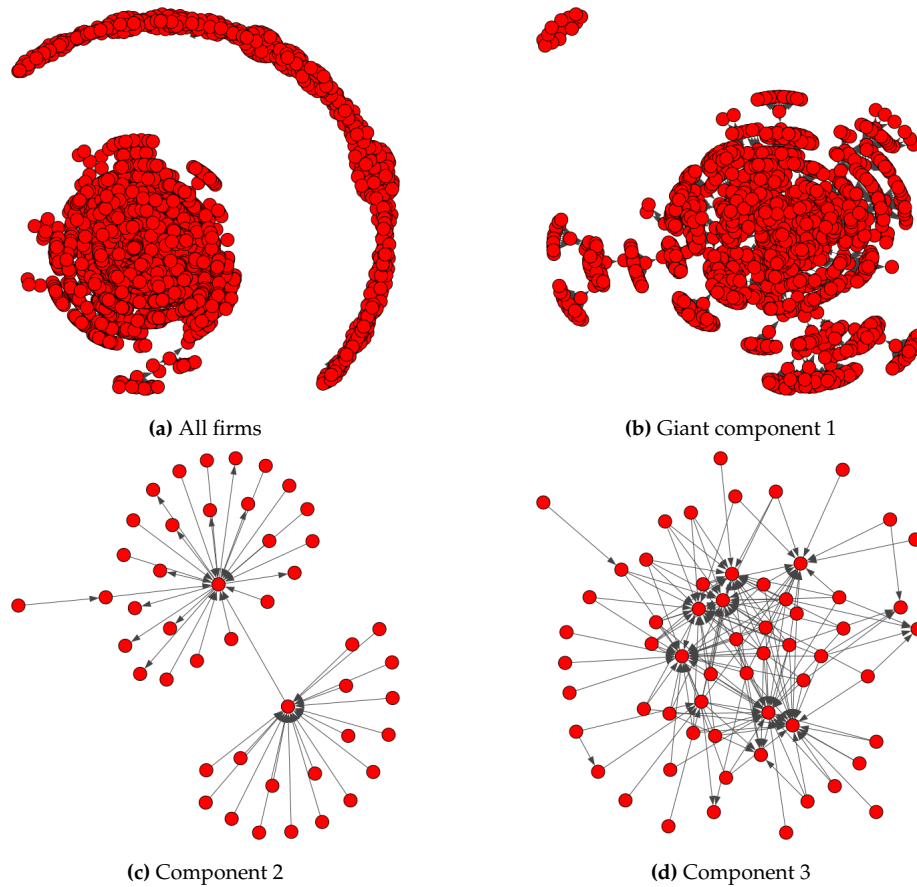 (a) All firms
(b) Giant component 1
(c) Component 2
(d) Component 3